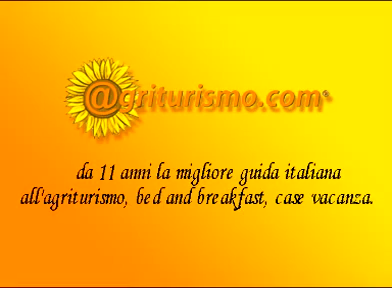 @griturismo.com®
da 11 anni la migliore guida italiana
all'agriturismo, bed and breakfast, case vacanza.